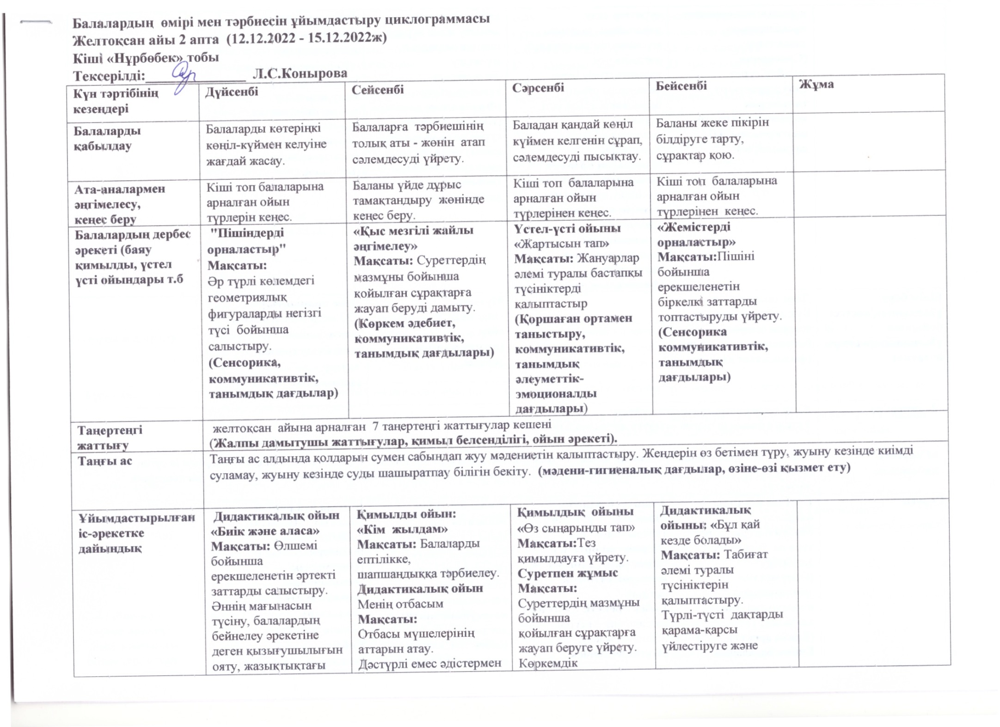 Балалардың өмірі мен тәрбиесін ұйымдастыру циклограммасы
Желтоқсан айы 2 апта (12.12.2022 - 15.12.2022ж)
Кіші «Нұрбөбек» тобы
Тексерілді:______________ Л.С.Конырова
Күн тәртібінің
кезеңдері
Дүйсенбі
Сейсенбі
Сәрсенбі
Бейсенбі
Жұма
Балаларды
қабылдау
Балаларды көтеріңкі
көңіл-күймен келуіне
жағдай жасау.
Балаларға тәрбиешінің
толық аты - жөнін атап
сәлемдесуді үйрету.
Баладан қандай көңіл
күймен келгенін сұрап,
сәлемдесуді пысықтау.
Баланы жеке пікірін
білдіруге тарту,
сұрақтар қою.
Ата-аналармен
әңгімелесу,
кеңес беру
Кіші топ балаларына
арналған ойын
түрлерін кеңес.
Баланы үйде дұрыс
тамақтандыру жөнінде
кеңес беру.
Кіші топ балаларына
арналған ойын
түрлерінен кеңес.
Кіші топ балаларына
арналған ойын
түрлерінен кеңес.
Балалардың дербес
әрекеті (баяу
қимылды, үстел
үсті ойындары т.б
"Пішіндерді
орналастыр"
Мақсаты:
Әр түрлі көлемдегі
геометриялық
фигураларды негізгі
түсі бойынша
салыстыру.
(Сенсорика,
коммуникативтік,
танымдық дағдылар)
«Қыс мезгілі жайлы
әңгімелеу»
Мақсаты: Суреттердің
мазмұны бойынша
қойылған сұрақтарға
жауап беруді дамыту.
(Көркем әдебиет,
коммуникативтік,
танымдық дағдылары)
Үстел-үсті ойыны
«Жартысын тап»
Мақсаты: Жануарлар
әлемі туралы бастапқы
түсініктерді
қалыптастыр
(Қоршаған ортамен
таныстыру,
коммуникативтік,
танымдық
әлеуметтік-
эмоционалды
дағдылары)
«Жемістерді
орналастыр»
Мақсаты:Пішіні
бойынша
ерекшеленетін
біркелкі заттарды
топтастыруды үйрету.
(Сенсорика
коммуникативтік,
танымдық
дағдылары)
Таңертеңгі
жаттығу
желтоқсан айына арналған 7 таңертеңгі жаттығулар кешені
(Жалпы дамытушы жаттығулар, қимыл белсенділігі, ойын әрекеті).
Таңғы ас
Таңғы ас алдында қолдарын сумен сабындап жуу мәдениетін қалыптастыру. Жеңдерін өз бетімен түру, жуыну кезінде киімді
суламау, жуыну кезінде суды шашыратпау білігін бекіту. (мәдени-гигиеналық дағдылар, өзіне-өзі қызмет ету)
Ұйымдастырылған
іс-әрекетке
дайындық
Дидактикалық ойын
«Биік және аласа»
Мақсаты: Өлшемі
бойынша
ерекшеленетін әртекті
заттарды салыстыру.
Әннің мағынасын
түсіну, балалардың
бейнелеу әрекетіне
деген қызығушылығын
ояту, жазықтықтағы
Қимылды ойын:
«Кім жылдам»
Мақсаты: Балаларды
ептілікке,
шапшаңдыққа тәрбиелеу.
Дидактикалық ойын
Менің отбасым
Мақсаты:
Отбасы мүшелерінің
аттарын атау.
Дәстүрлі емес әдістермен
Қимылдық ойыны
«Өз сыңарыңды тап»
Мақсаты:Тез
қимылдауға үйрету.
Суретпен жұмыс
Мақсаты:
Суреттердің мазмұны
бойынша
қойылған сұрақтарға
жауап беруге үйрету.
Көркемдік
Дидактикалық
ойыны: «Бұл қай
кезде болады»
Мақсаты: Табиғат
әлемі туралы
түсініктерін
қалыптастыру.
Түрлі-түсті дақтарды
қарама-қарсы
үйлестіруге және